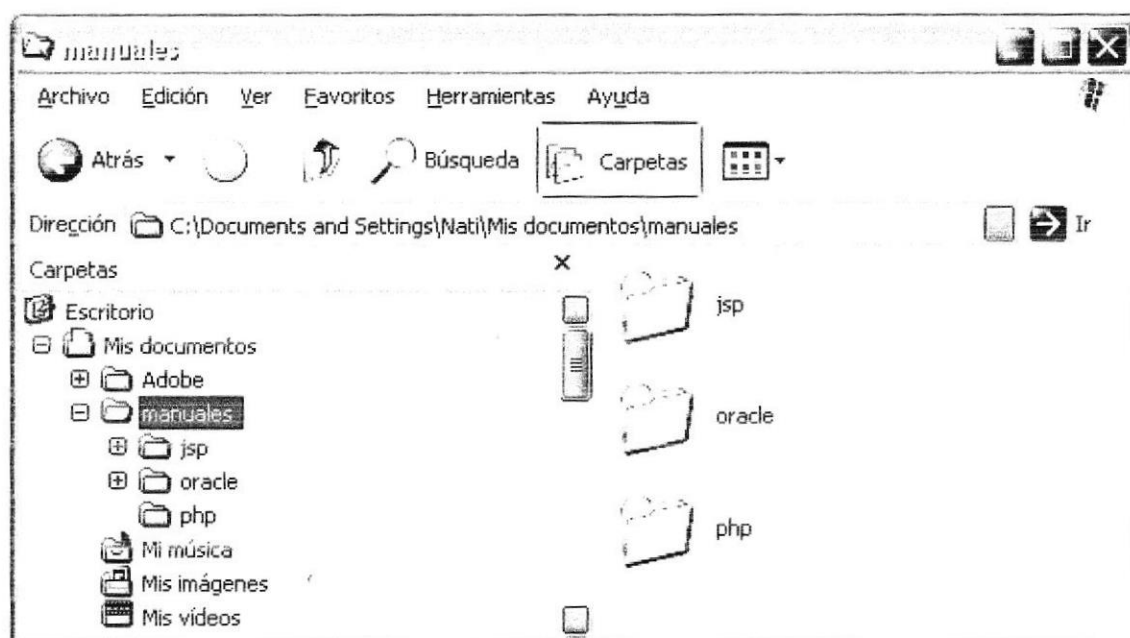 manuales
Archivo Edición Ver Favoritos Herramientas Ayuda
Atrás Búsqueda Carpetas
Dirección C:\Documents and Settings\Nati\Mis documentos\manuales Ir
Carpetas
Escritorio
Mis documentos
Adobe
manuales
jsp
oracle
php
Mi música
Mis imágenes
Mis vídeos
jsp
oracle
php